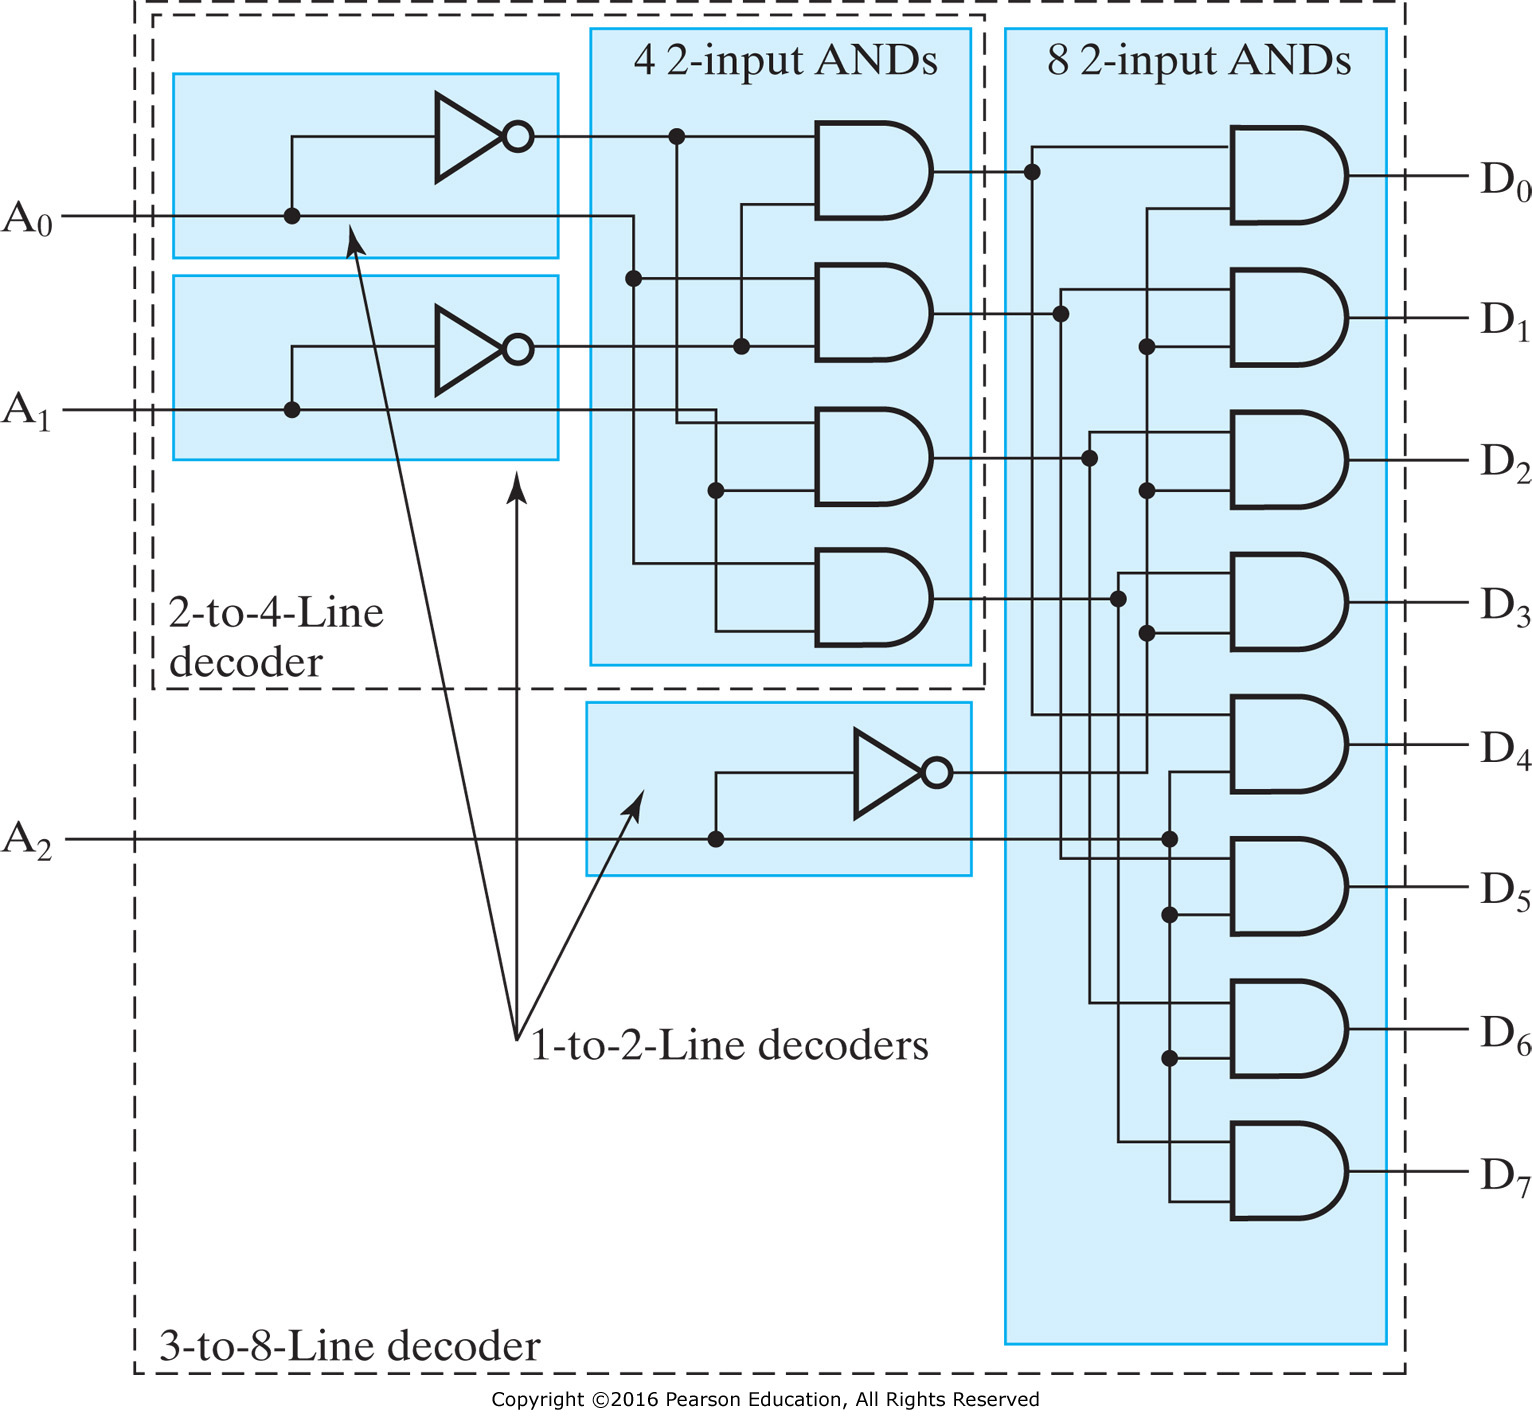 4 2-input ANDs
8 2-input ANDs
A0
A1
A2
D0
D1
D2
D3
D4
D5
D6
D7
2-to-4-Line
decoder
1-to-2-Line decoders
3-to-8-Line decoder
Copyright ©2016 Pearson Education, All Rights Reserved